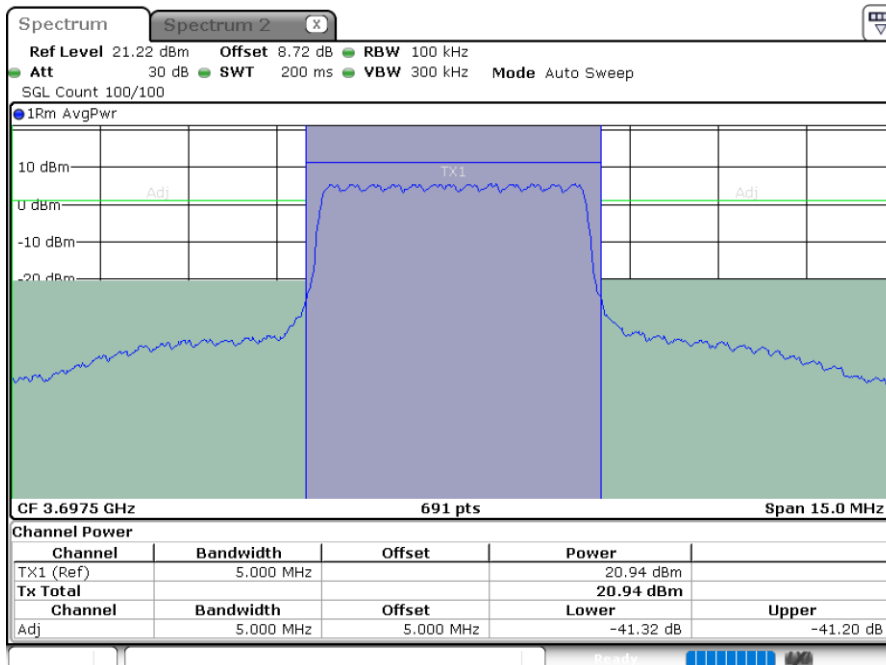 Spectrum Spectrum 2 X
Ref Level 21.22 dBm Offset 8.72 dB RBW 100 kHz
Att 30 dB SWT 200 ms VBW 300 kHz Mode Auto Sweep
SGL Count 100/100
1Rm AvgPwr
10 dBm
TX1
Adj Adj
0 dBm
-10 dBm
-20 dBm
CF 3.6975 GHz 691 pts Span 15.0 MHz
Channel Power
Channel Bandwidth Offset Power
TX1 (Ref) 5.000 MHz 20.94 dBm
Tx Total 20.94 dBm
Channel Bandwidth Offset Lower Upper
Adj 5.000 MHz 5.000 MHz -41.32 dB -41.20 dB
Ready